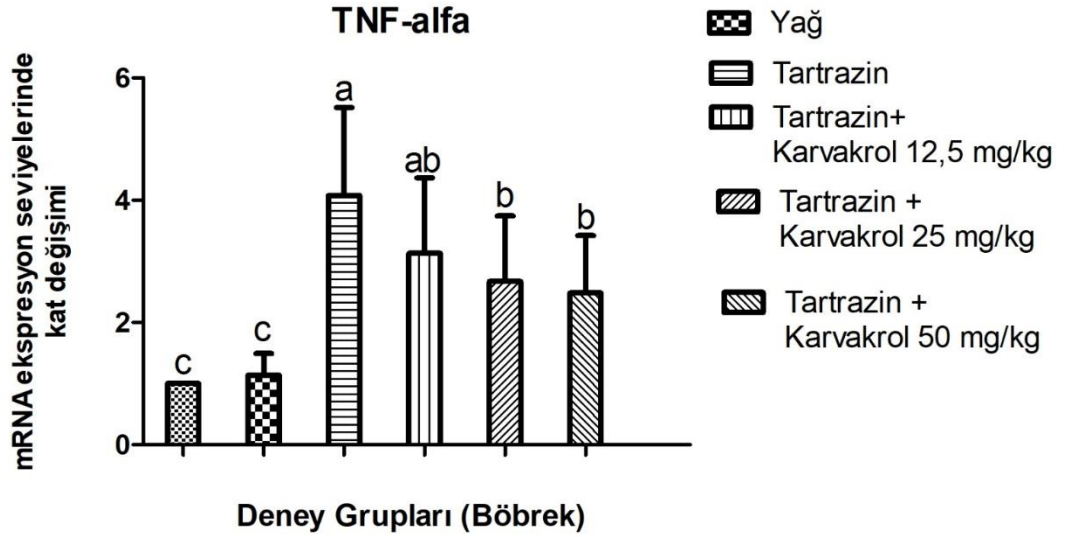 TNF-alfa
mRNA ekspresyon seviyelerinde
kat değişimi
6
4
2
0
c
c
a
ab
b
b
Deney Grupları (Böbrek)
Yağ
Tartrazin
Tartrazin+
Karvakrol 12,5 mg/kg
Tartrazin +
Karvakrol 25 mg/kg
Tartrazin +
Karvakrol 50 mg/kg